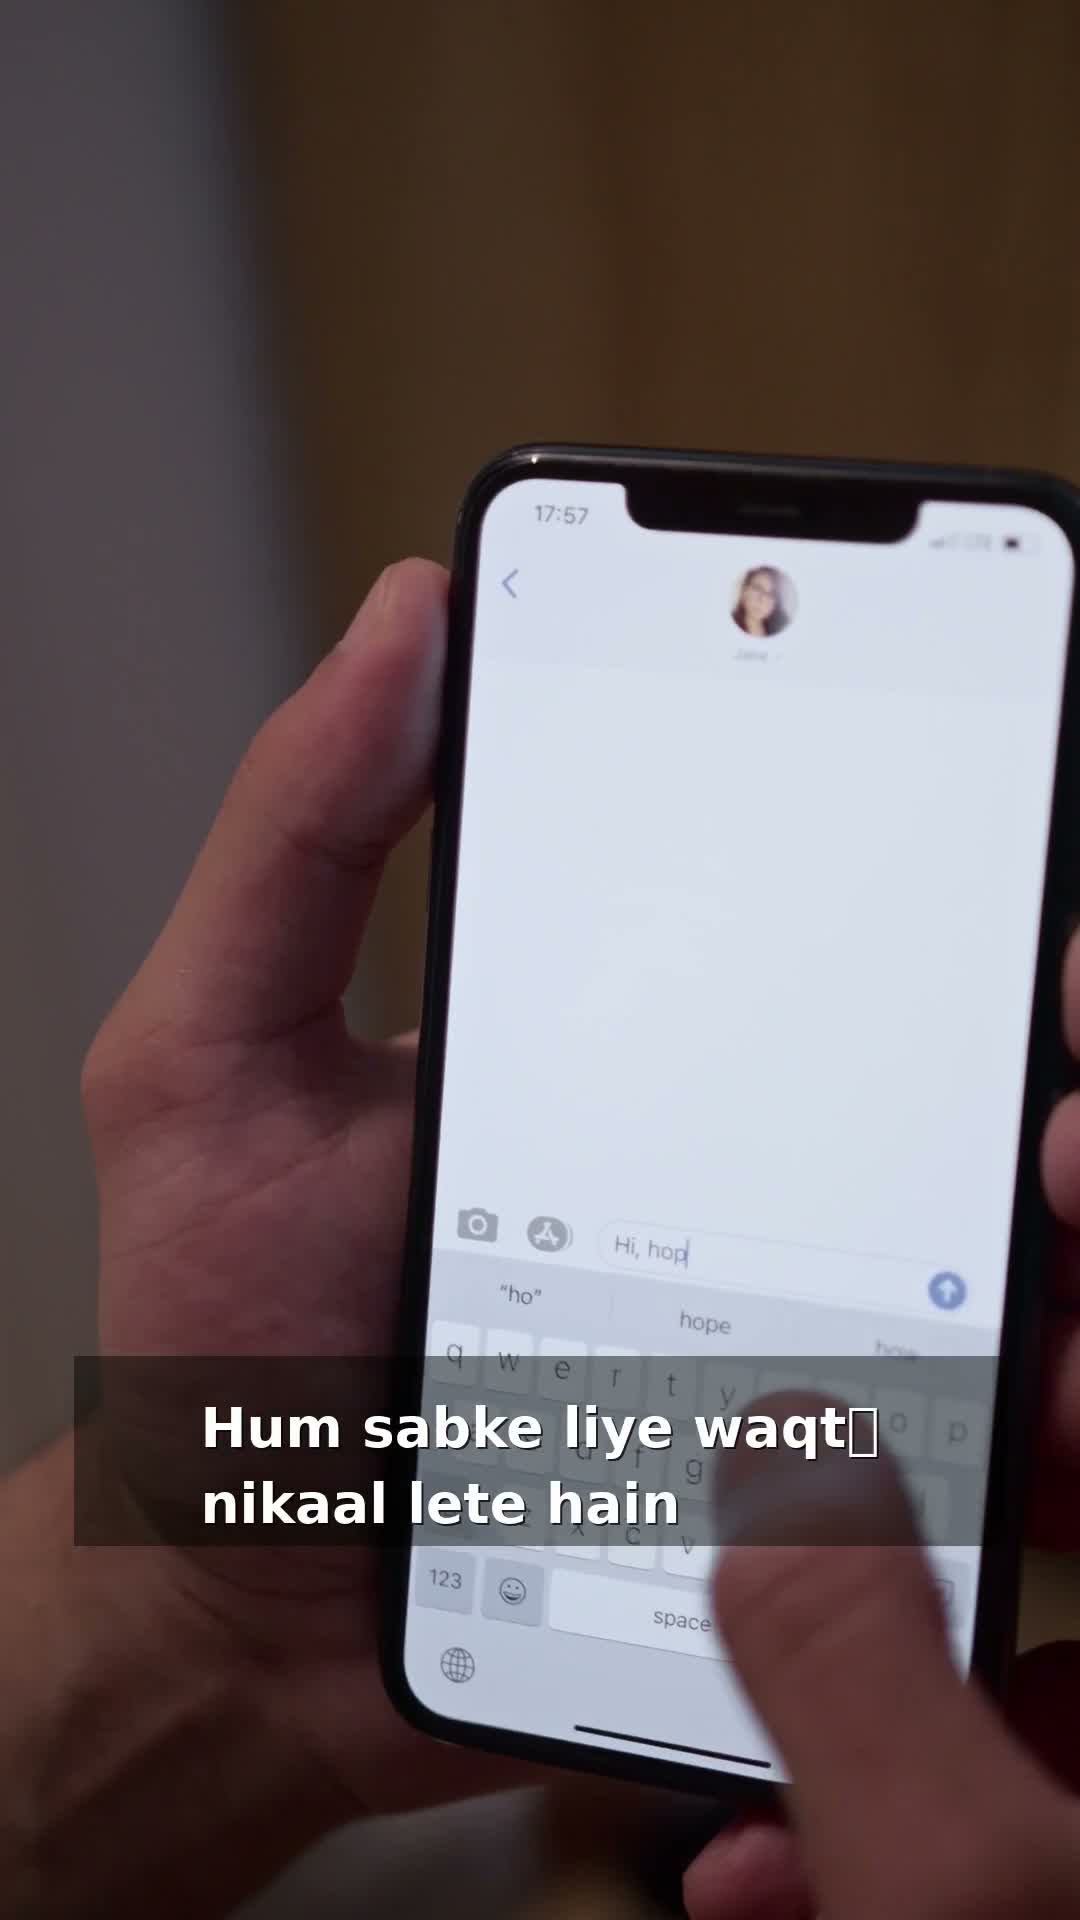 17:57
Hi, hop
“ho” hope
q w e r t y o p
f g
x c v
Hum sabke liye waqt
nikaal lete hain
123 space